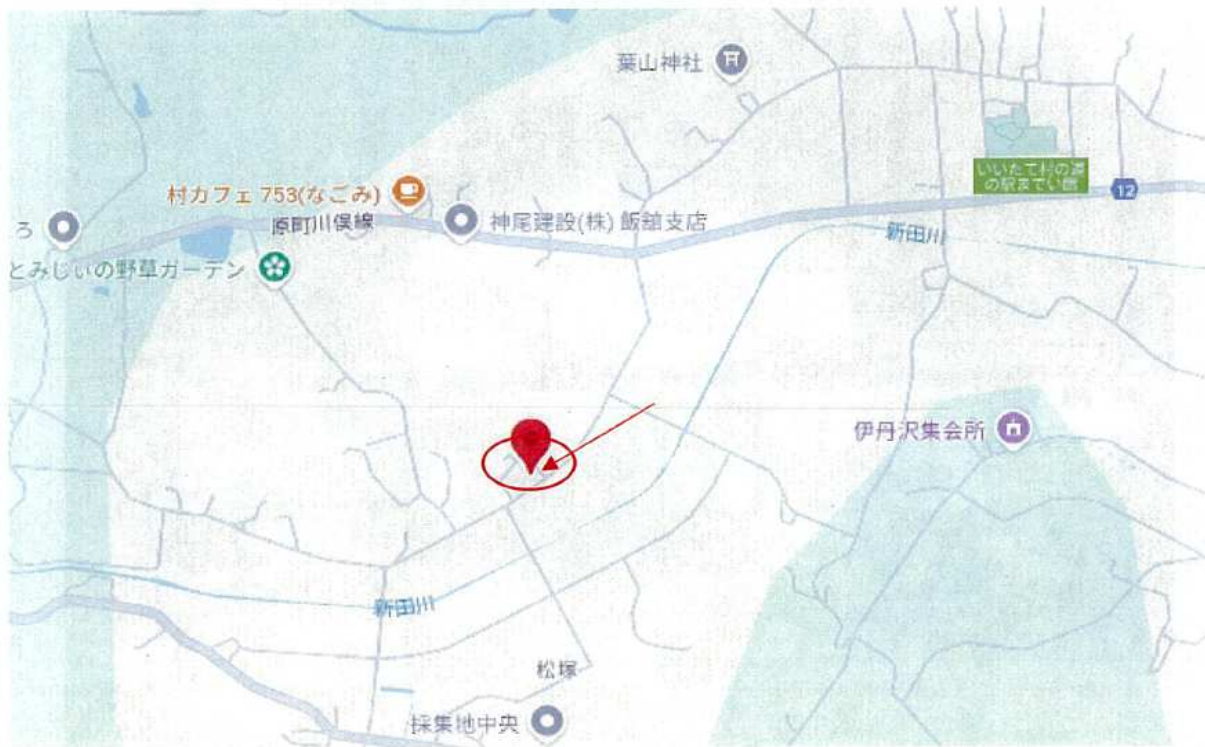 葉山神社
いいたて村の道
の駅までい館
12
村カフェ 753(なごみ)
原町川俣線
神尾建設(株) 飯舘支店
新田川
ろ
とみじぃの野草ガーデン
伊丹沢集会所
新田川
松塚
採集地中央